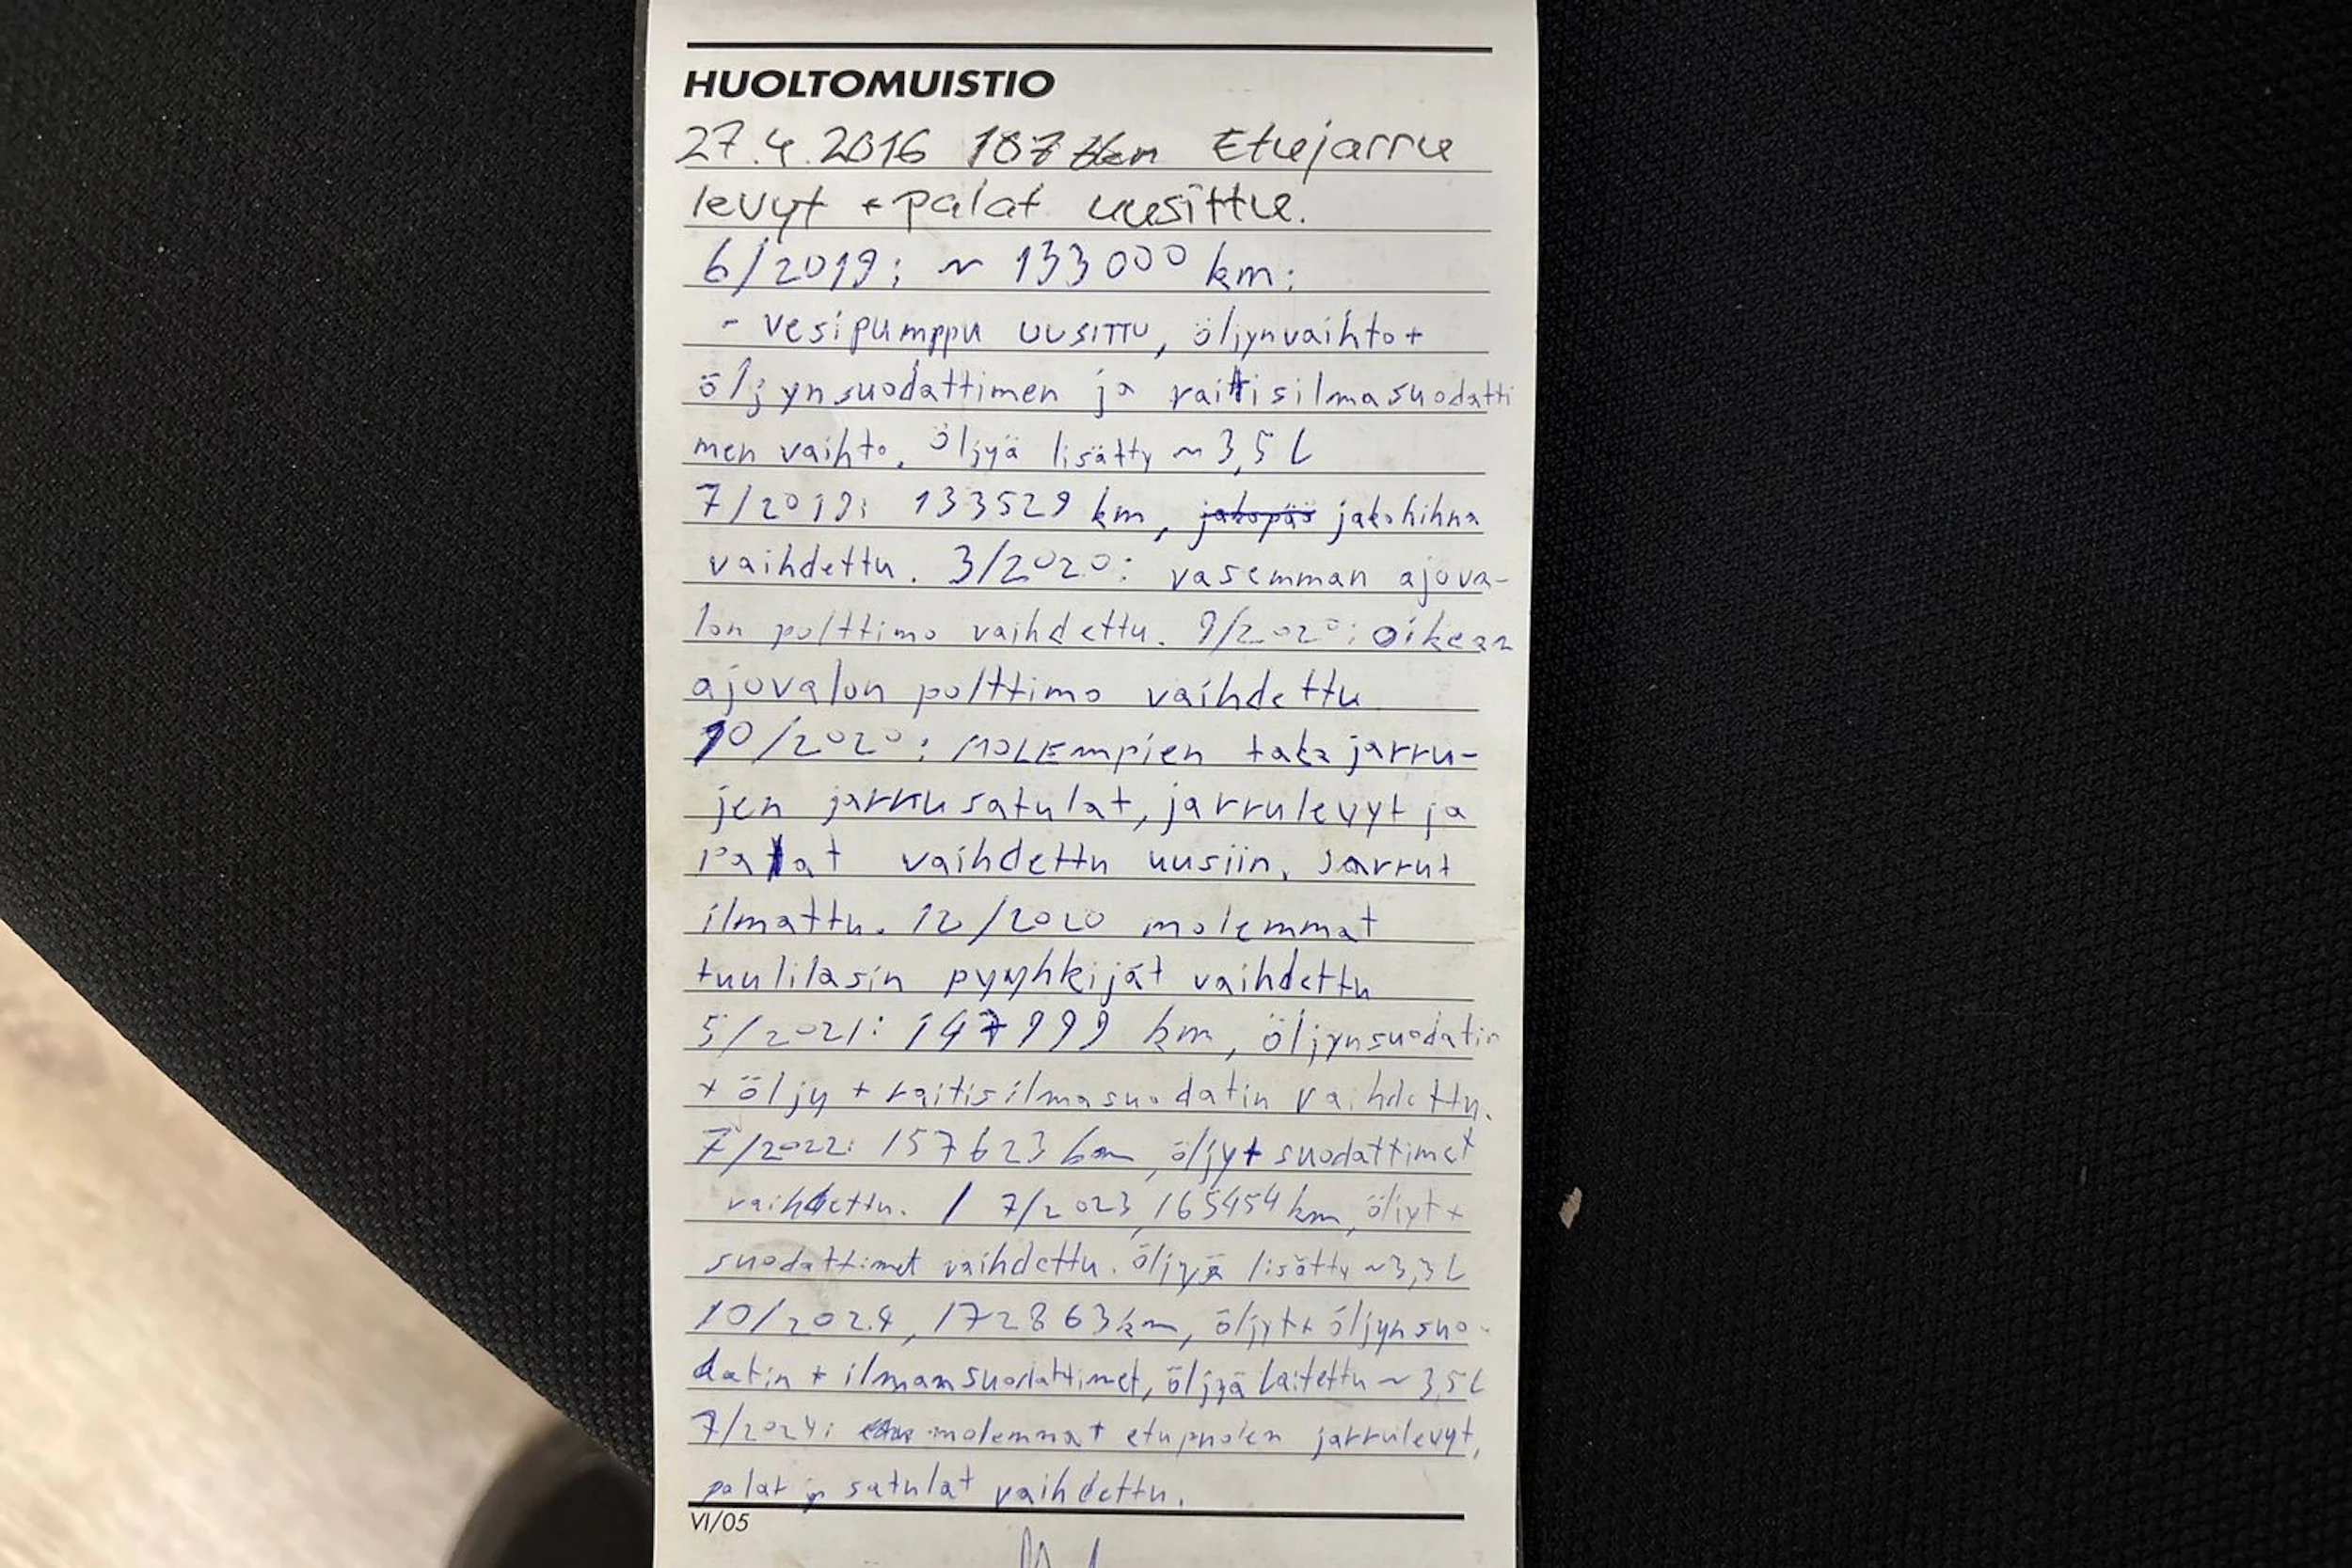 HUOLTOMUISTIO
27.4.2016 107 tkm Etujarru
levyt + palat uusittu.
6/2019: ~ 133000 km:
- vesipumppu UUSITTU, öljynvaihto +
öljynsuodattimen ja raitisilmasuodatti
men vaihto. Öljyä lisätty ~ 3,5 L
7/2019: 133529 km, jakopää jakohihna
vaihdettu. 3/2020: vasemman ajova-
lon polttimo vaihdettu. 9/2020: oikean
ajovalon polttimo vaihdettu
10/2020: MOLEmpien takajarru-
jen jarrusatulat, jarrulevyt ja
palat vaihdettu uusiin. Jarrut
ilmattu. 12/2020 molemmat
tuulilasin pyyhkijät vaihdettu
5/2021: 147999 km, öljynsuodatin
+ öljy + raitisilmasuodatin vaihdettu.
7/2022: 157623 km, öljyt suodattimet
vaihdettu. / 7/2023, 165454 km, öljyt +
suodattimet vaihdettu. öljyä lisätty ~3,3 L
10/2024, 172863 km, öljyt + öljynsuo-
datin + ilmansuodattimet, öljyä laitettu ~ 3,5 L
7/2024: molemmat etupuolen jarrulevyt,
palat ja satulat vaihdettu.
VI/05